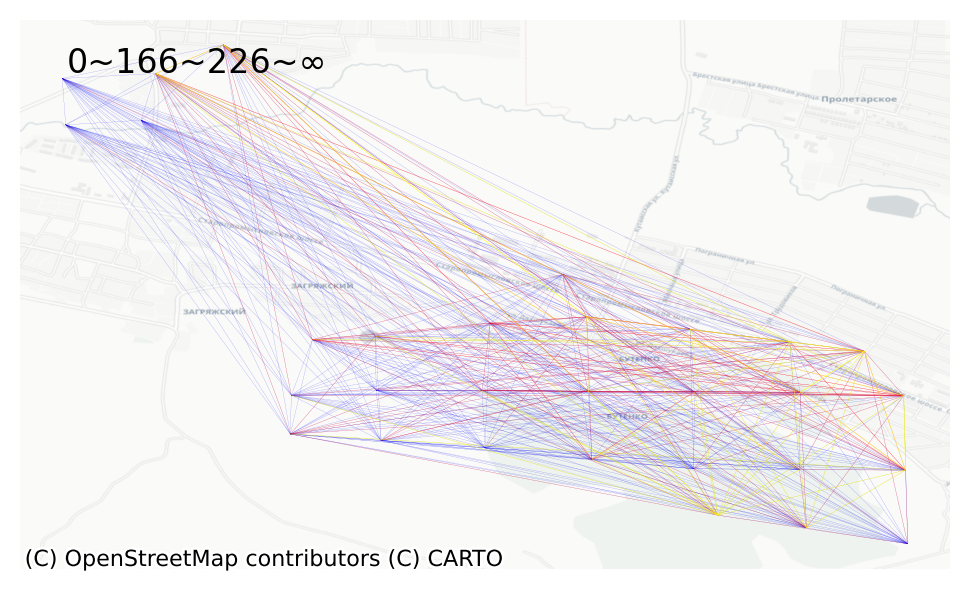 0~166~226~∞
Брестская улица Брестская улица
Пролетарское
Старопромысловское шоссе
ЗАГРЯЖСКИЙ
ЗАГРЯЖСКИЙ
Пограничная ул.
Пограничная ул.
БУТЕНКО
БУТЕНКО
(C) OpenStreetMap contributors (C) CARTO